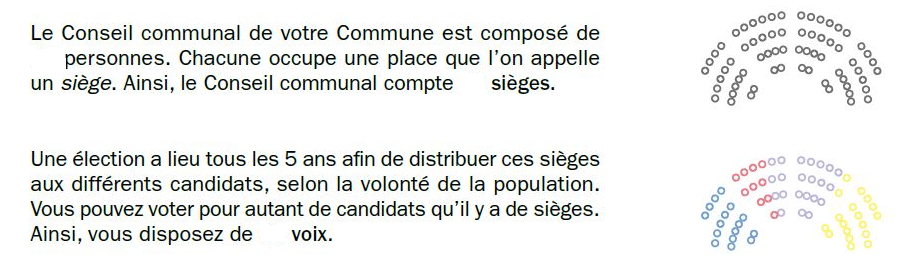 Le Conseil communal de votre Commune est composé de
personnes. Chacune occupe une place que l'on appelle
un siège. Ainsi, le Conseil communal compte sièges.
Une élection a lieu tous les 5 ans afin de distribuer ces sièges
aux différents candidats, selon la volonté de la population.
Vous pouvez voter pour autant de candidats qu'il y a de sièges.
Ainsi, vous disposez de voix.